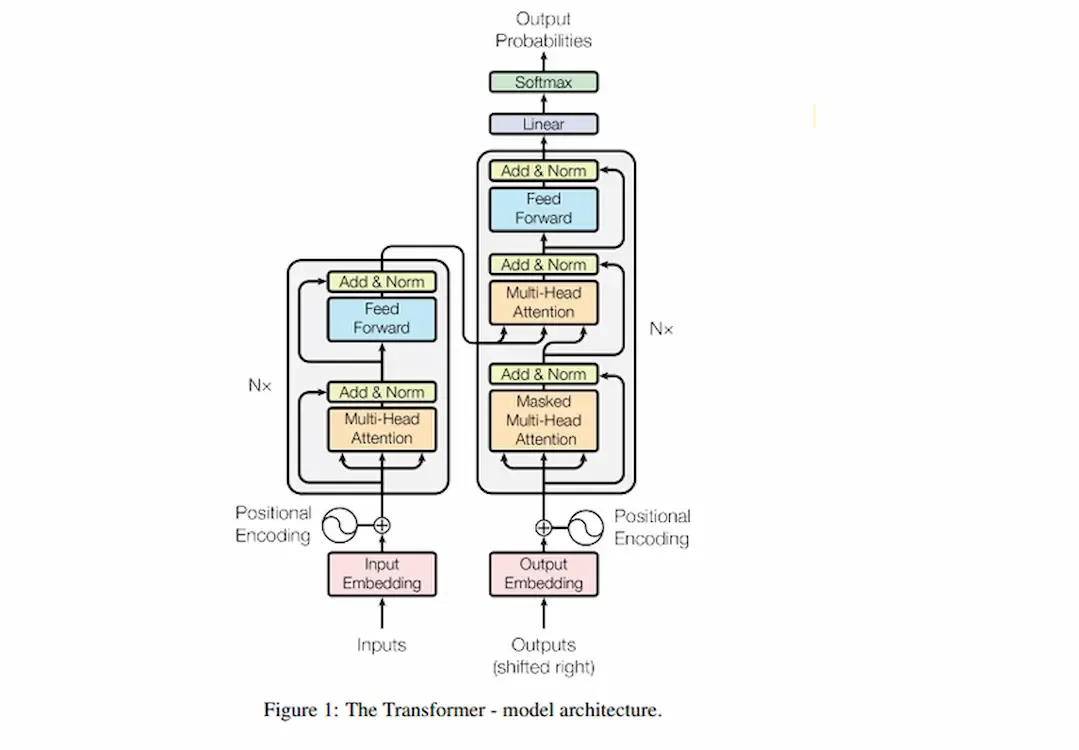 Output
Probabilities
Softmax
Linear
Add & Norm
Feed
Forward
Add & Norm
Multi-Head
Attention
Add & Norm
Masked
Multi-Head
Attention
Nx
Add & Norm
Feed
Forward
Add & Norm
Multi-Head
Attention
Nx
Positional
Encoding
Positional
Encoding
Input
Embedding
Output
Embedding
Inputs
Outputs
(shifted right)
Figure 1: The Transformer - model architecture.